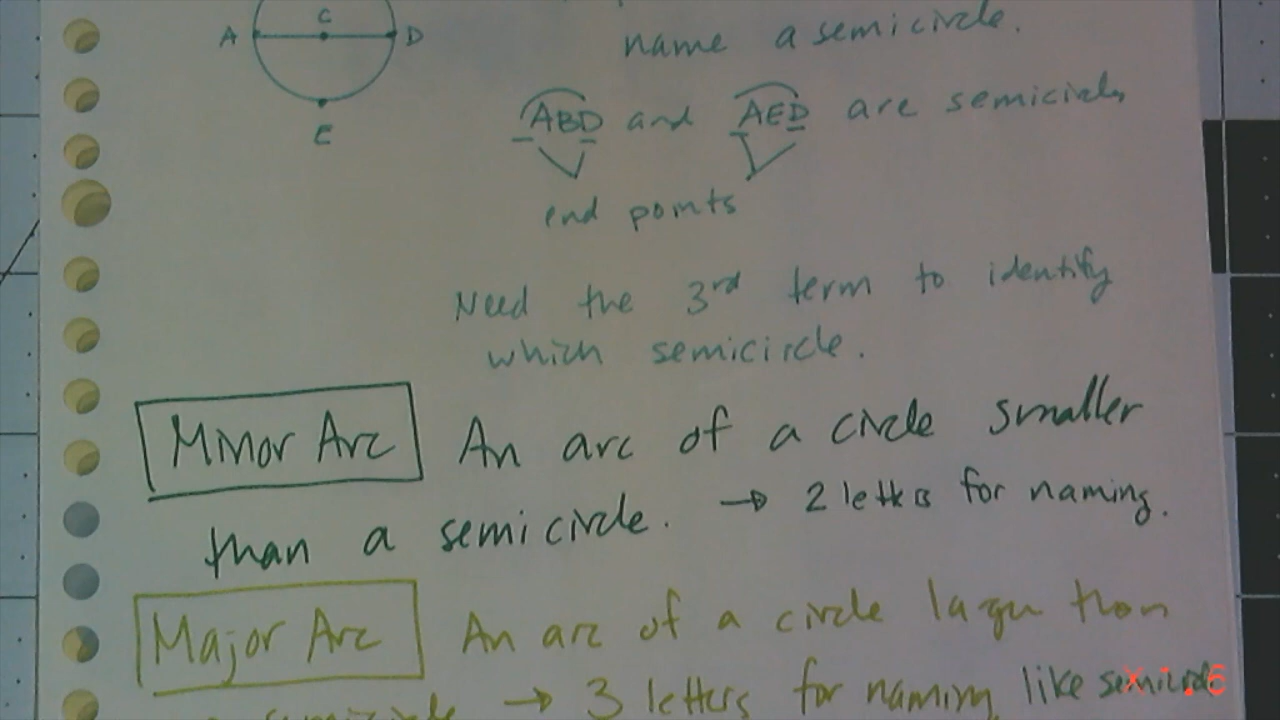 C
A D
name a semicircle.
E
ABD and AED are semicircles
end points
Need the 3rd term to identify
which semicircle.
Minor Arc An arc of a circle smaller
than a semicircle. → 2 letters for naming.
Major Arc An arc of a circle larger than
semicircle → 3 letters for naming like semicircle